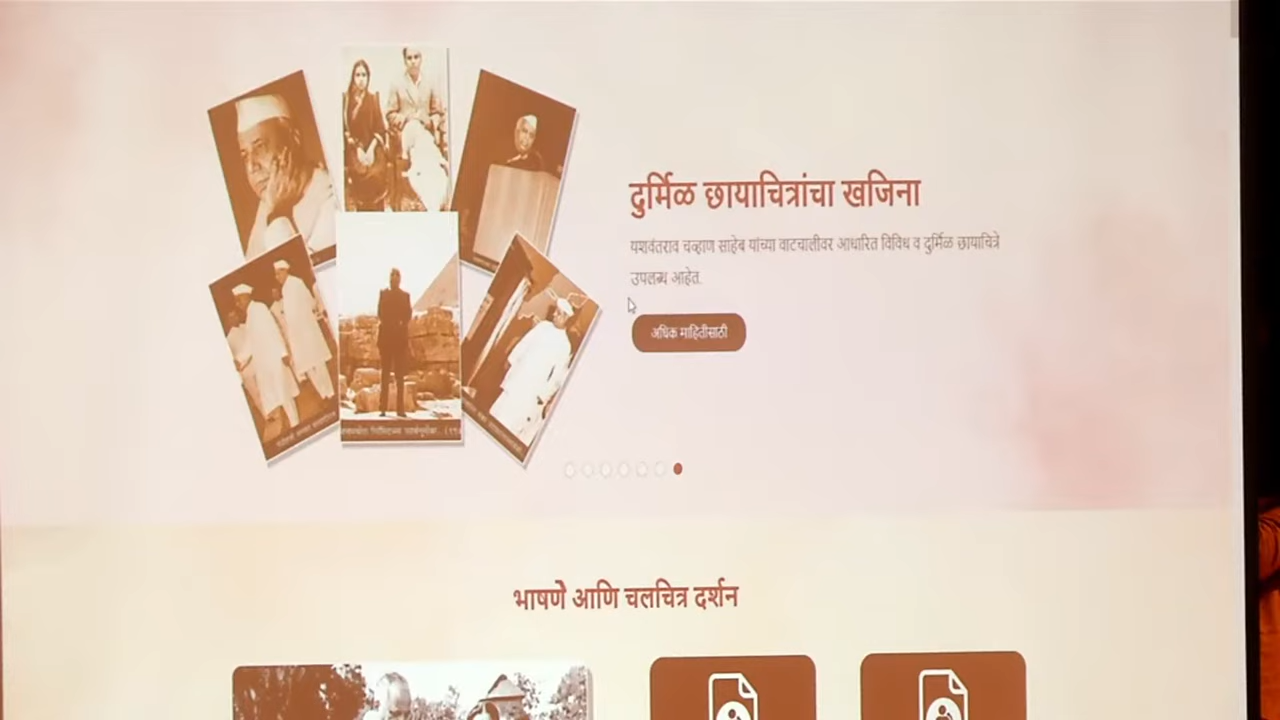 दुर्मिळ छायाचित्रांचा खजिना
यशवंतराव चव्हाण साहेब यांच्या वाटचालीवर आधारित विविध व दुर्मिळ छायाचित्रे
उपलब्ध आहेत.
अधिक माहितीसाठी
भाषणे आणि चलचित्र दर्शन